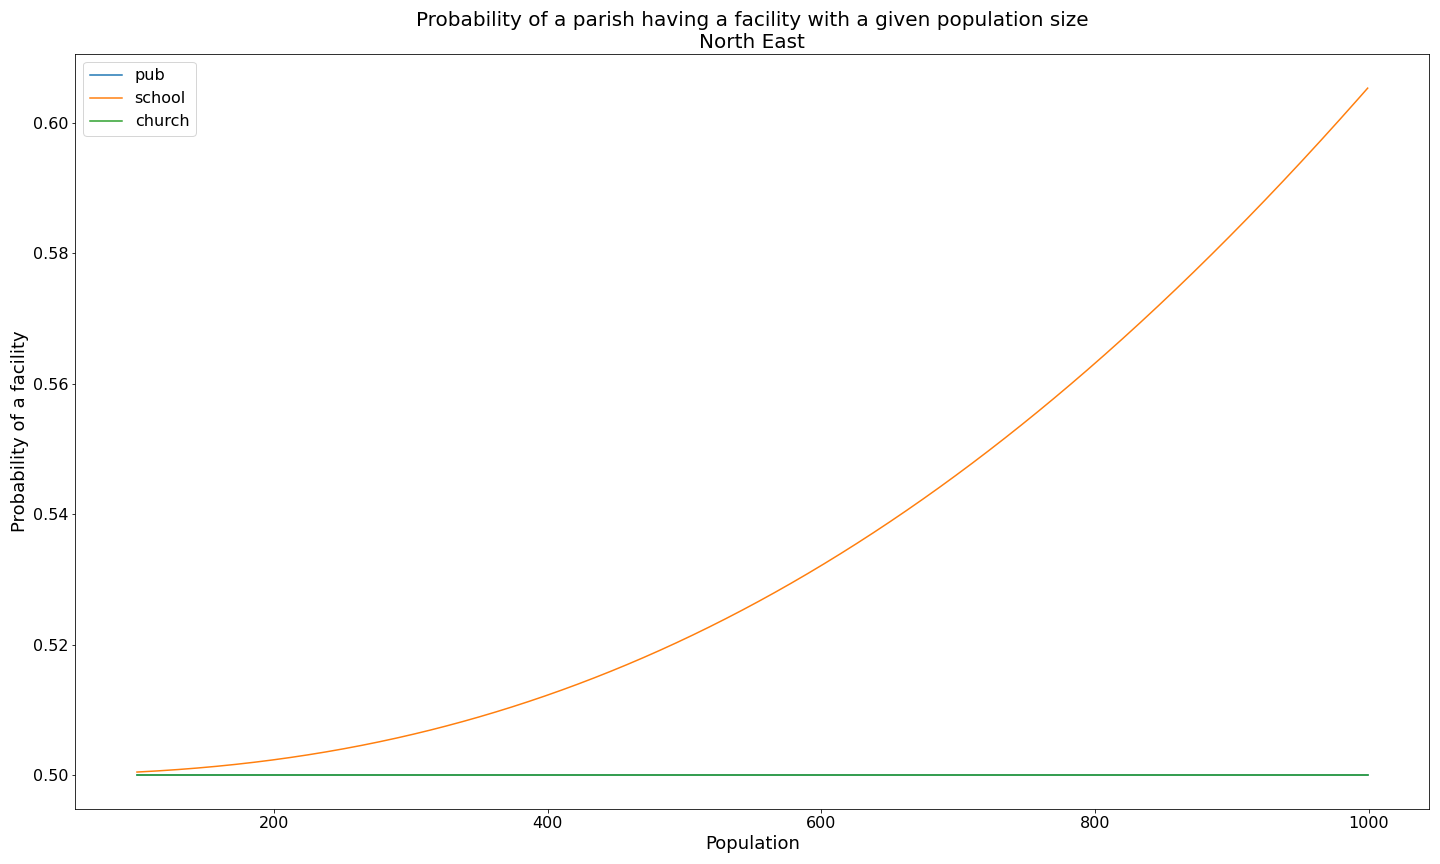 Probability of a parish having a facility with a given population size
North East
pub
school
church
Probability of a facility
0.60
0.58
0.56
0.54
0.52
0.50
200 400 600 800 1000
Population